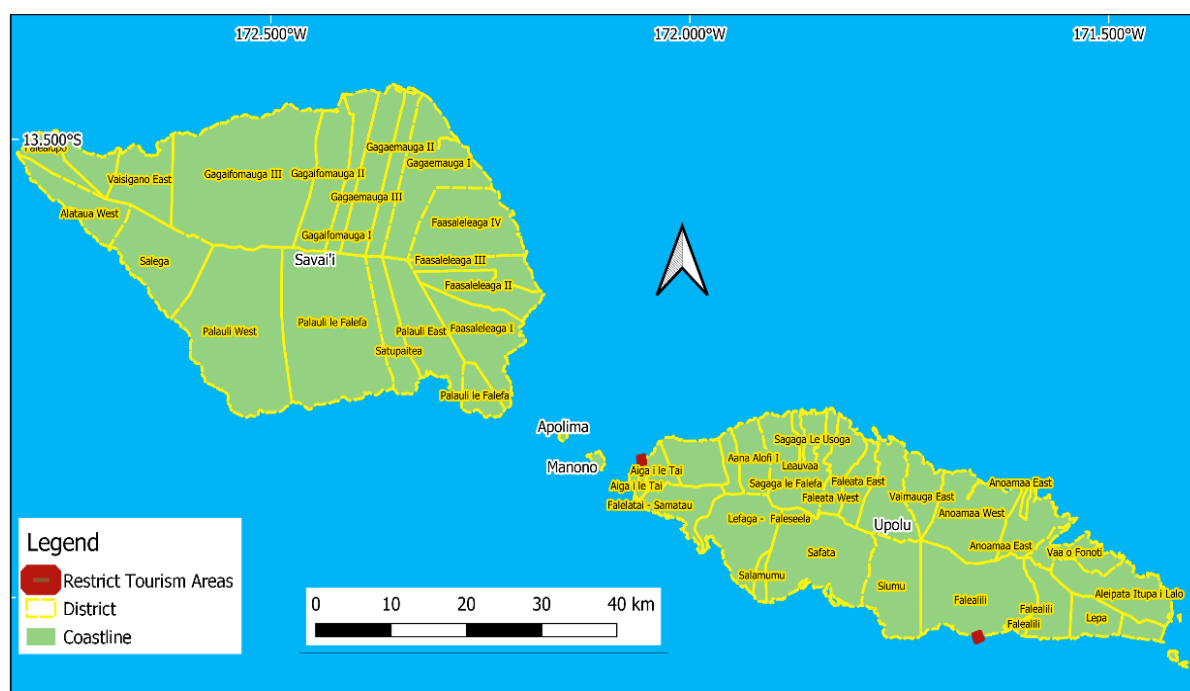 172.500°W
172.000°W
171.500°W
13.500°S
Vaisigano East
Gagaifomauga III
Gagaifomauga II
Gagaemauga II
Gagaemauga I
Gagaemauga III
Alataua West
Faasaleleaga IV
Gagaifomauga I
Savai'i
Salega
Faasaleleaga III
Faasaleleaga II
Palauli West
Palauli le Falefa
Palauli East
Faasaleleaga I
Satupaitea
Palauli le Falefa
Apolima
Manono
Sagaga Le Usoga
Aana Alofi I
Leauvaa
Aiga i le Tai
Aiga i le Tai
Sagaga le Falefa
Faleata East
Faleata West
Vaimauga East
Anoamaa East
Anoamaa West
Falelatai - Samatau
Lefaga - Faleseela
Upolu
Safata
Anoamaa East
Vaa o Fonoti
Salamumu
Siumu
Falealili
Falealili
Falealili
Aleipata Itupa i Lalo
Lepa
Legend
Restrict Tourism Areas
District
Coastline
0 10 20 30 40 km